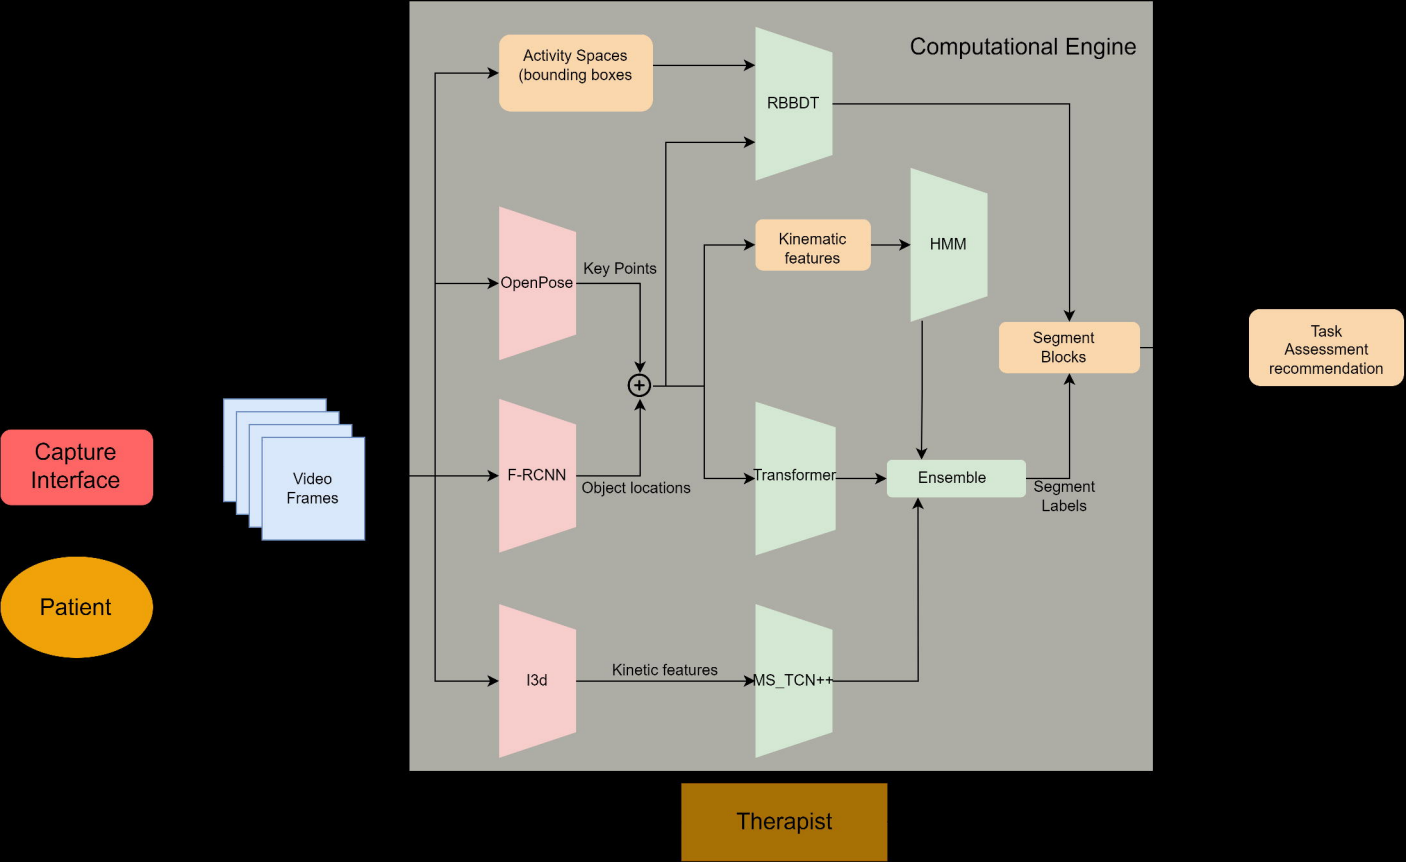 Computational Engine
Activity Spaces
(bounding boxes
RBBDT
HMM
Kinematic
features
OpenPose
Key Points
Segment
Blocks
Task
Assessment
recommendation
Capture
Interface
Video
Frames
F-RCNN
Object locations
Transformer
Ensemble
Segment
Labels
Patient
I3d
Kinetic features
MS_TCN++
Therapist